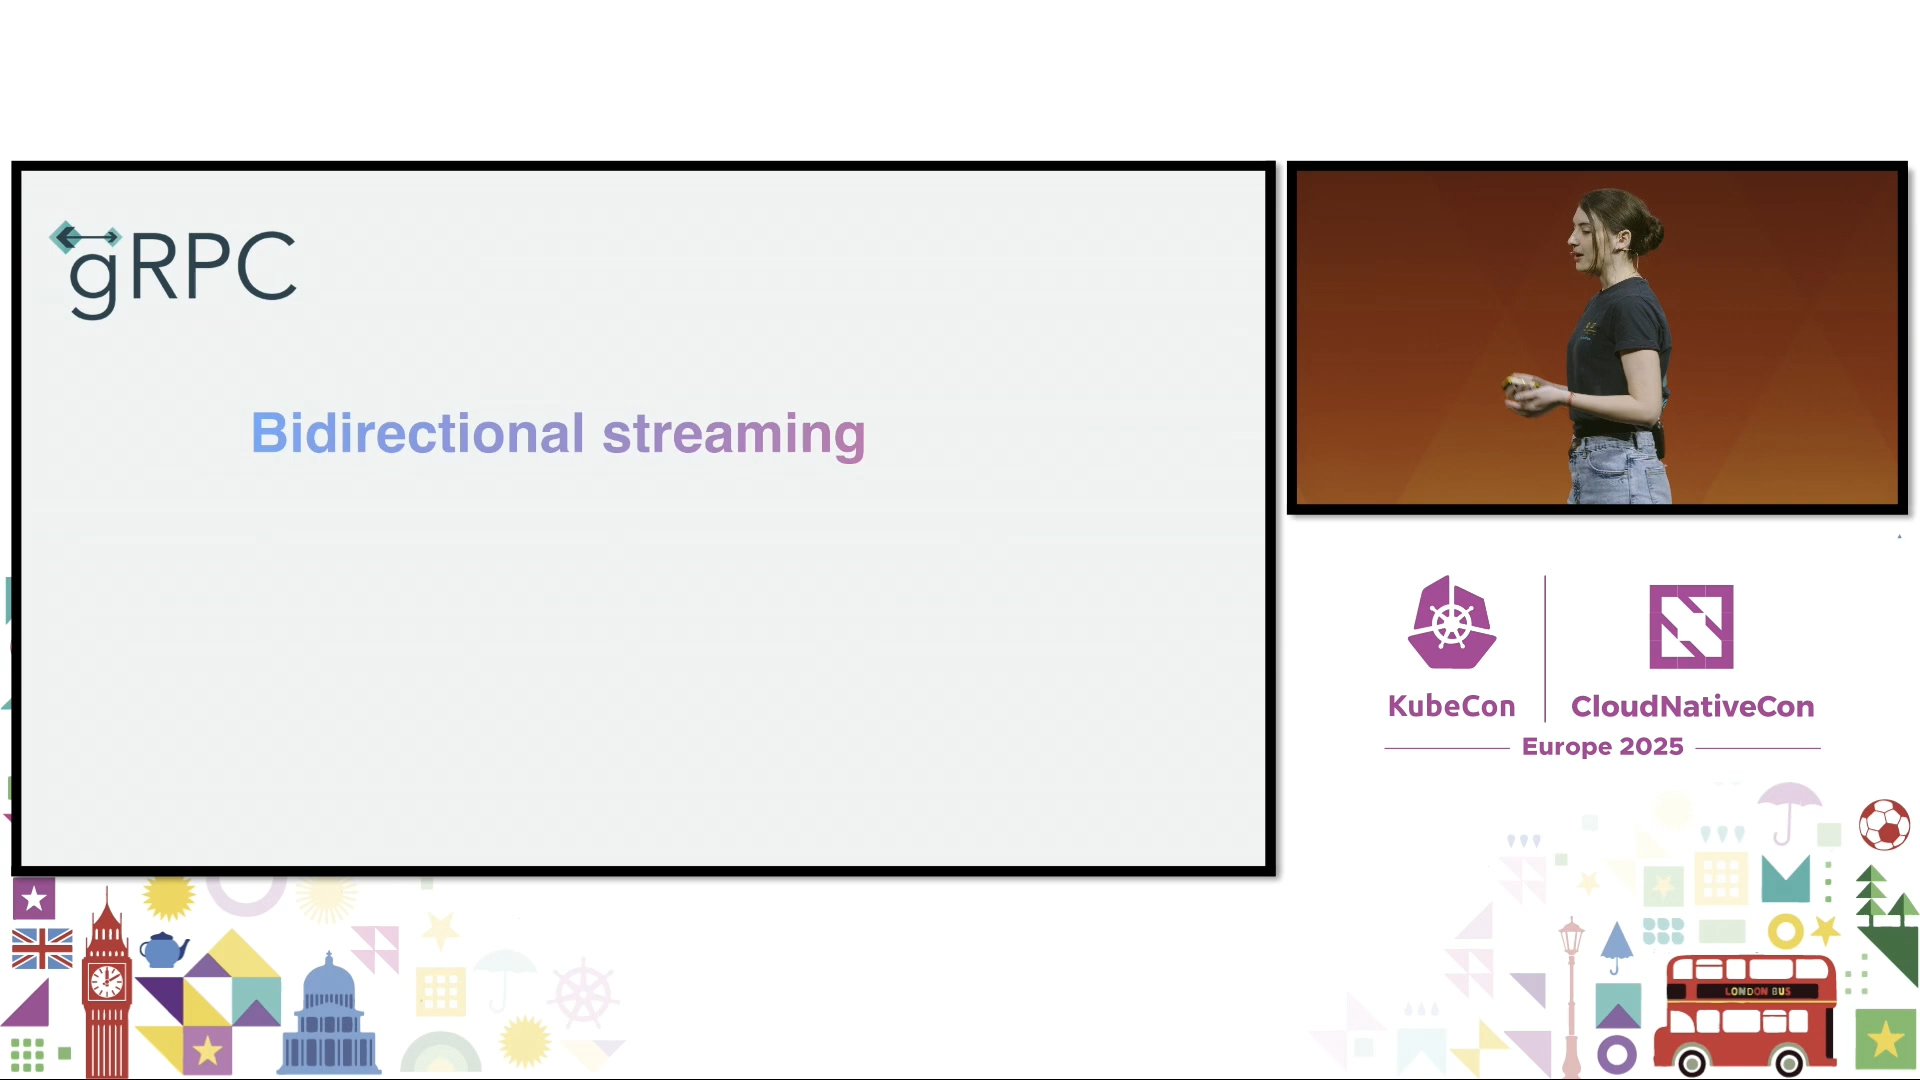 gRPC
Bidirectional streaming
KubeCon
CloudNativeCon
Europe 2025
LONDON BUS